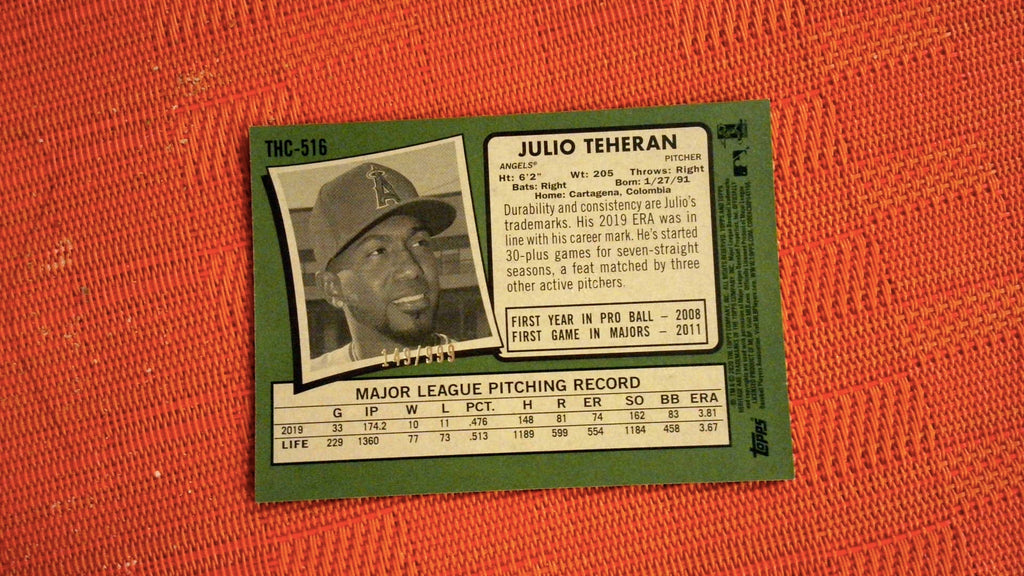 THC-516
JULIO TEHERAN
ANGELS® PITCHER
Ht: 6'2" Wt: 205 Throws: Right
Bats: Right Born: 1/27/91
Home: Cartagena, Colombia
Durability and consistency are Julio's
trademarks. His 2019 ERA was in
line with his career mark. He's started
30-plus games for seven-straight
seasons, a feat matched by three
other active pitchers.
FIRST YEAR IN PRO BALL – 2008
FIRST GAME IN MAJORS – 2011
A
149/999
MAJOR LEAGUE PITCHING RECORD
G IP W L PCT. H R ER SO BB ERA
2019 33 174.2 10 11 .476 148 81 74 162 83 3.81
LIFE 229 1360 77 73 .513 1189 599 554 1184 458 3.67
Topps